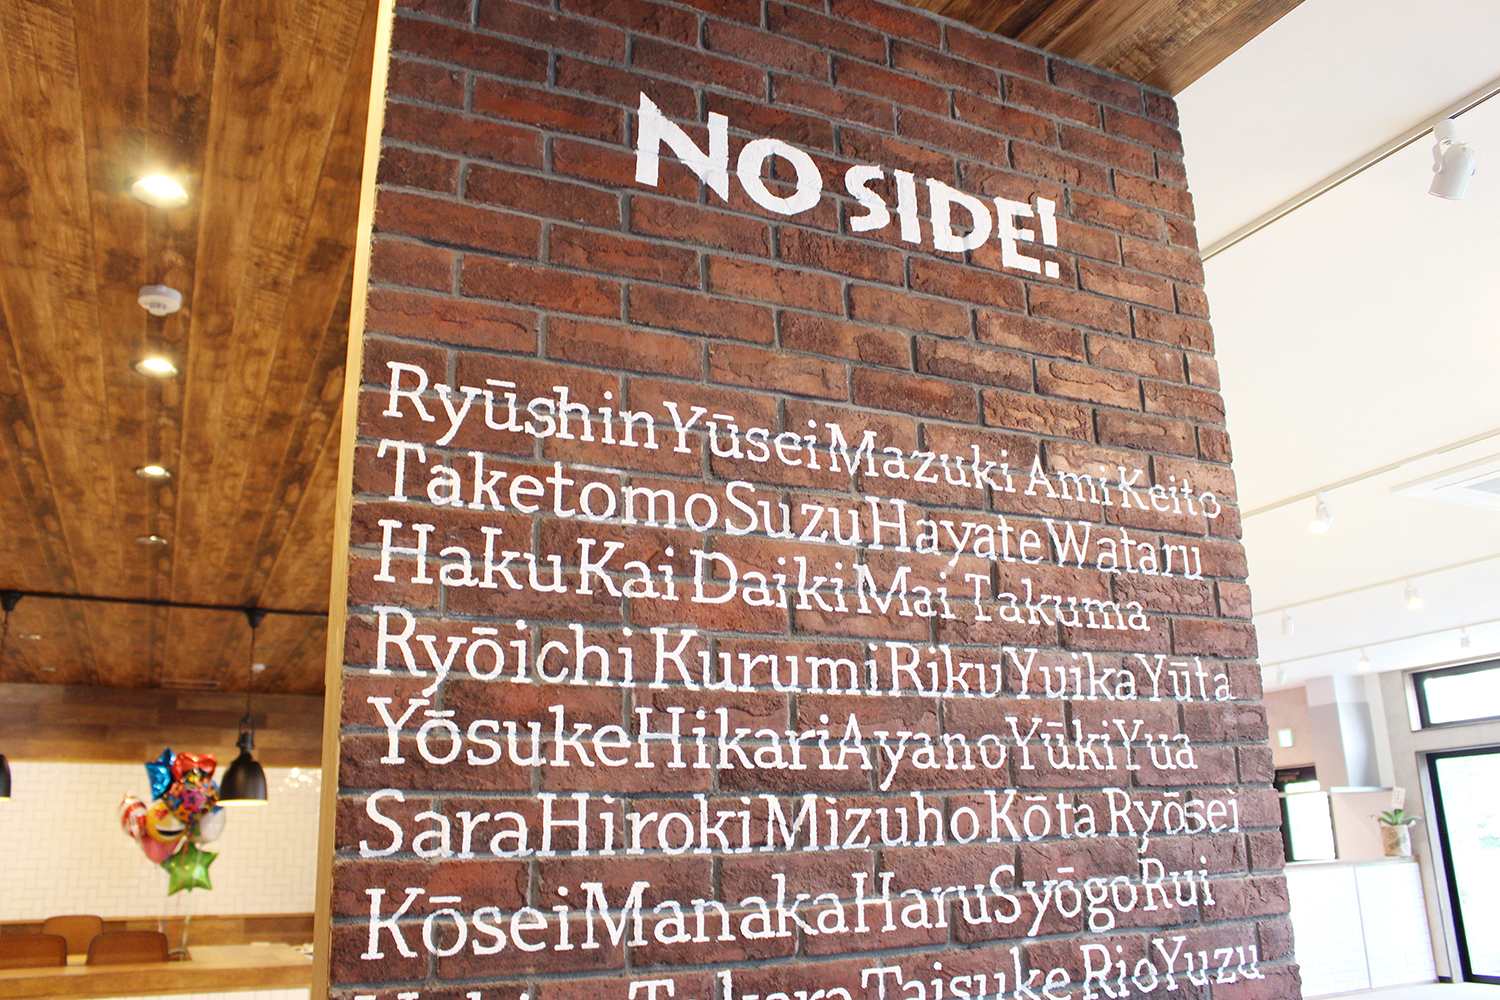 NO SIDE!
Ryūshin Yūsei Mazuki Ami Keito
Taketomo Suzu Hayate Wataru
Haku Kai Daiki Mai Takuma
Ryōichi Kurumi Riku Yuika Yūta
Yōsuke Hikari Ayano Yūki Yua
Sara Hiroki Mizuho Kōta Ryōsei
Kōsei Manaka Haru Syōgo Rui
Taisuke Rio Yuzu